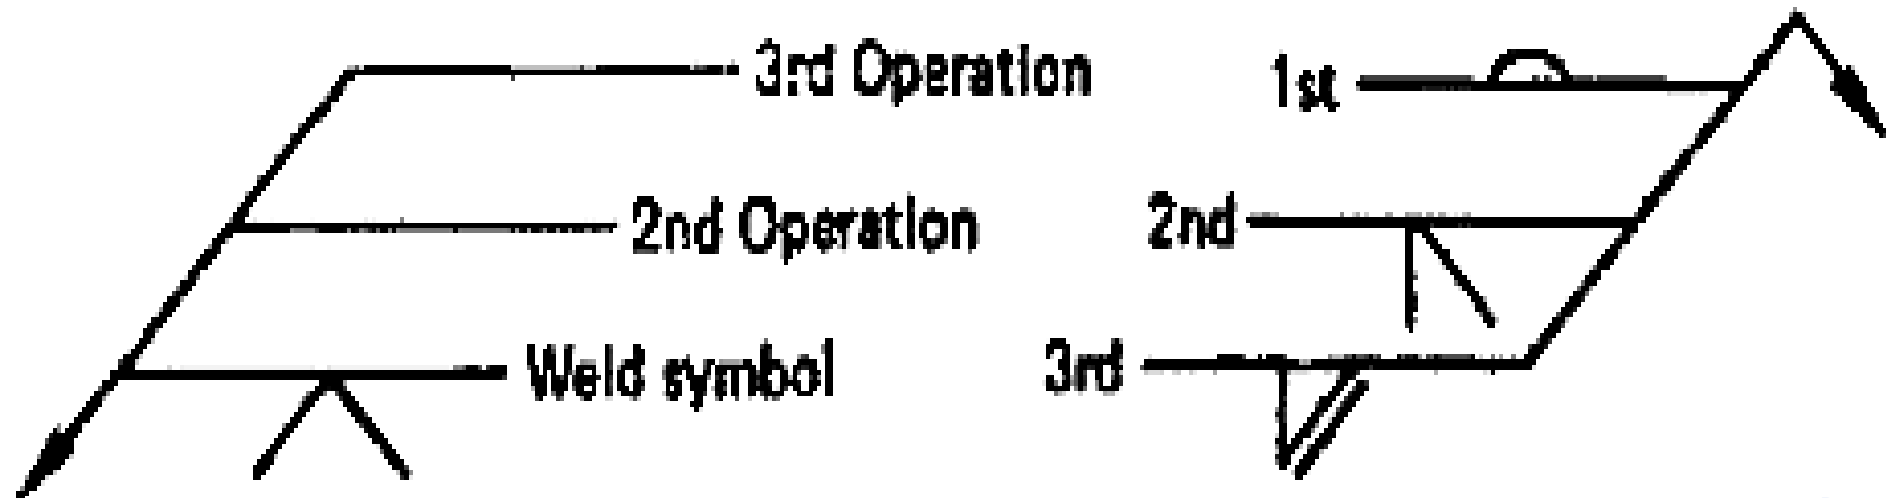 3rd Operation
2nd Operation
Weld symbol
1st
2nd
3rd